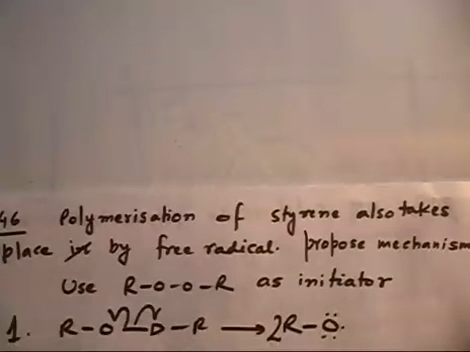 46 Polymerisation of styrene also takes
place by free radical. Propose mechanism
Use R-O-O-R as initiator
1. R-O-O-R → 2R-Ö·